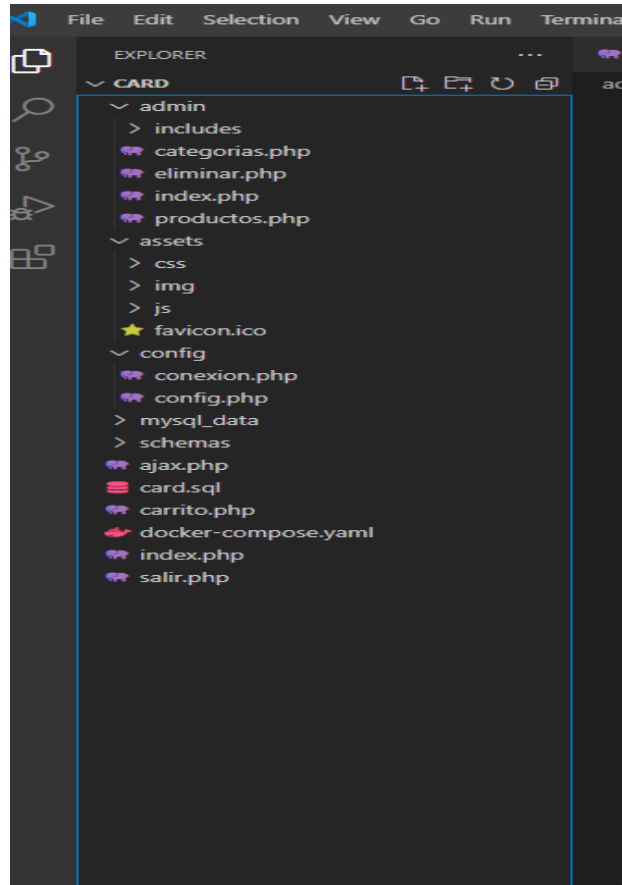 File Edit Selection View Go Run Termina
EXPLORER ...
CARD
admin
includes
categorias.php
eliminar.php
index.php
productos.php
assets
css
img
js
favicon.ico
config
conexion.php
config.php
mysql_data
schemas
ajax.php
card.sql
carrito.php
docker-compose.yaml
index.php
salir.php